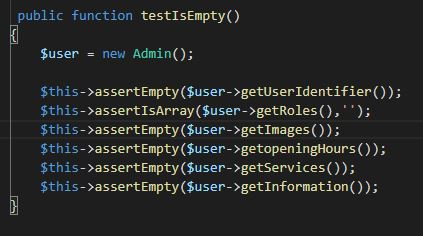 public function testIsEmpty()
{
$user = new Admin();
$this->assertEmpty($user->getUserIdentifier());
$this->assertIsArray($user->getRoles(),'');
$this->assertEmpty($user->getImages());
$this->assertEmpty($user->getopeningHours());
$this->assertEmpty($user->getServices());
$this->assertEmpty($user->getInformation());
}